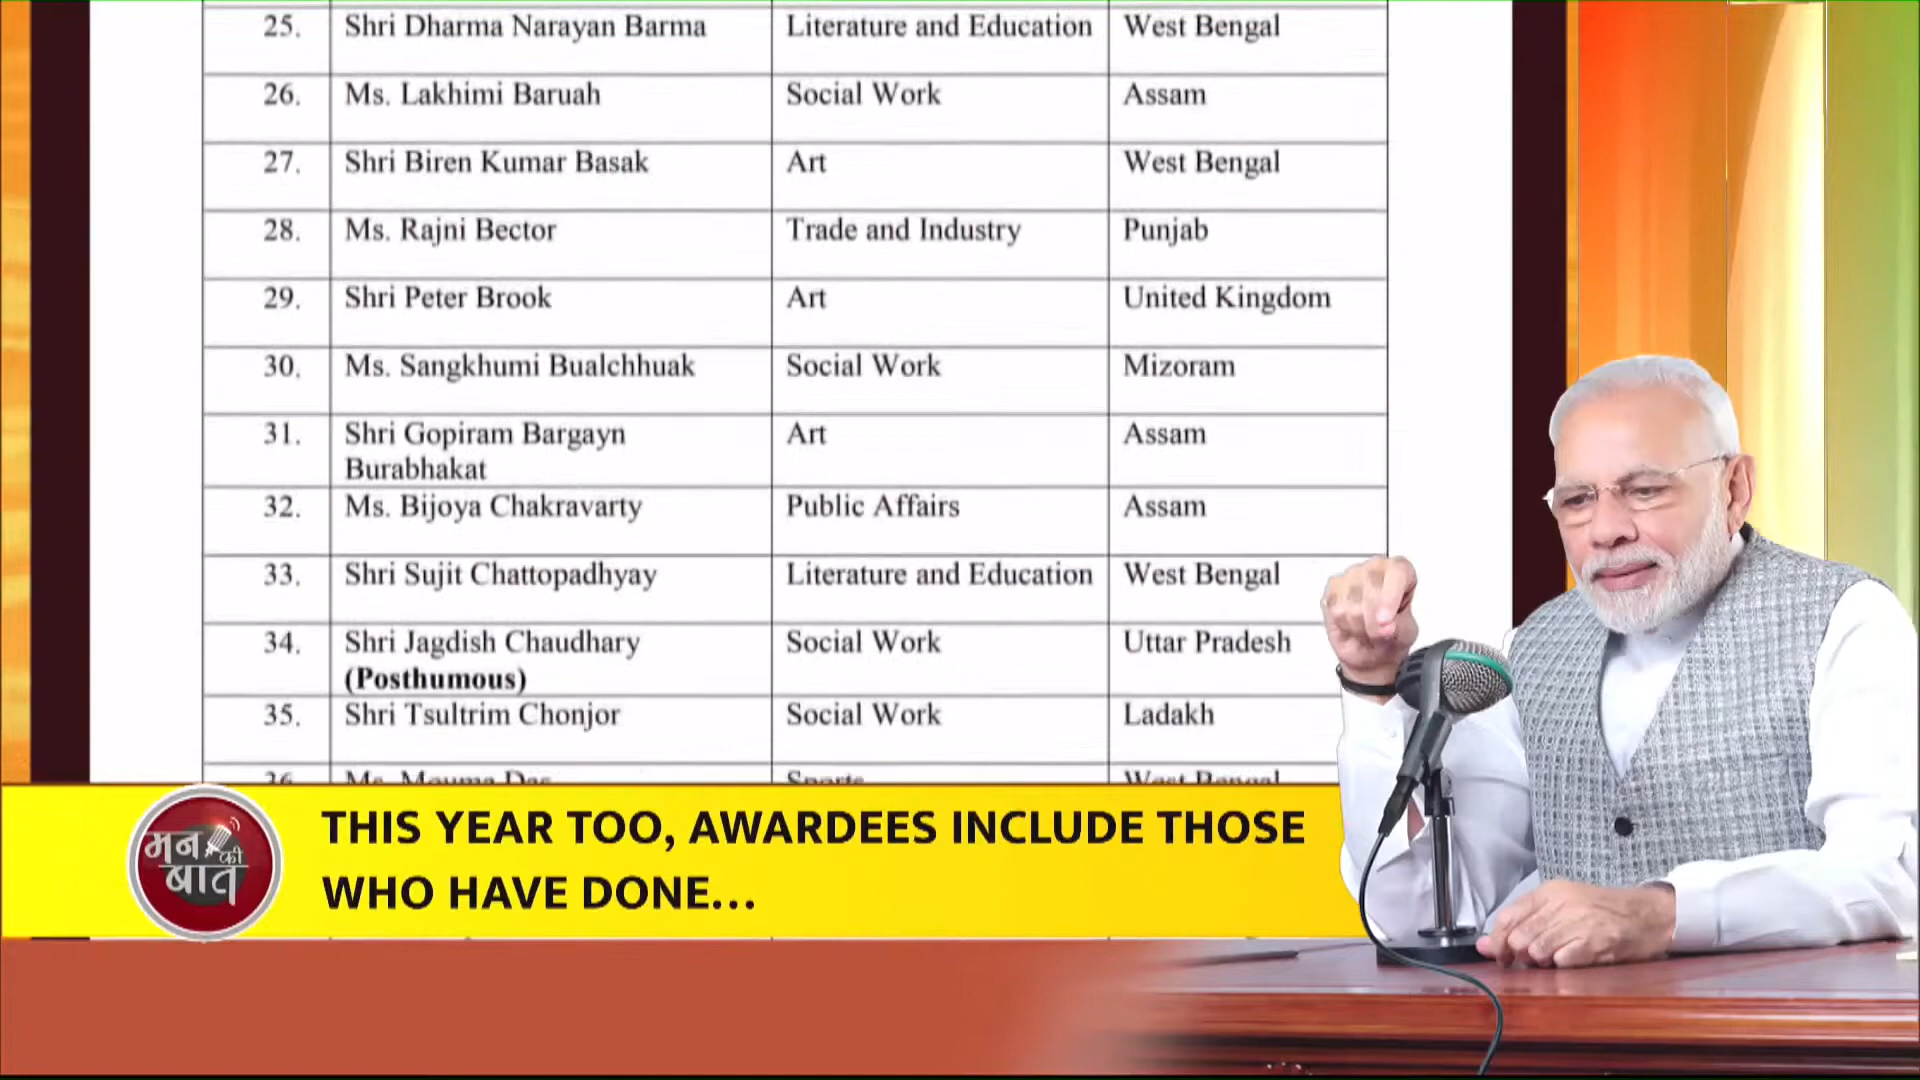 25. Shri Dharma Narayan Barma Literature and Education West Bengal
26. Ms. Lakhimi Baruah Social Work Assam
27. Shri Biren Kumar Basak Art West Bengal
28. Ms. Rajni Bector Trade and Industry Punjab
29. Shri Peter Brook Art United Kingdom
30. Ms. Sangkhumi Bualchhuak Social Work Mizoram
31. Shri Gopiram Bargayn Art Assam
Burabhakat
32. Ms. Bijoya Chakravarty Public Affairs Assam
33. Shri Sujit Chattopadhyay Literature and Education West Bengal
34. Shri Jagdish Chaudhary Social Work Uttar Pradesh
(Posthumous)
35. Shri Tsultrim Chonjor Social Work Ladakh
36. Ms. Mouma Das Sports West Bengal
मन की
बात
THIS YEAR TOO, AWARDEES INCLUDE THOSE
WHO HAVE DONE...